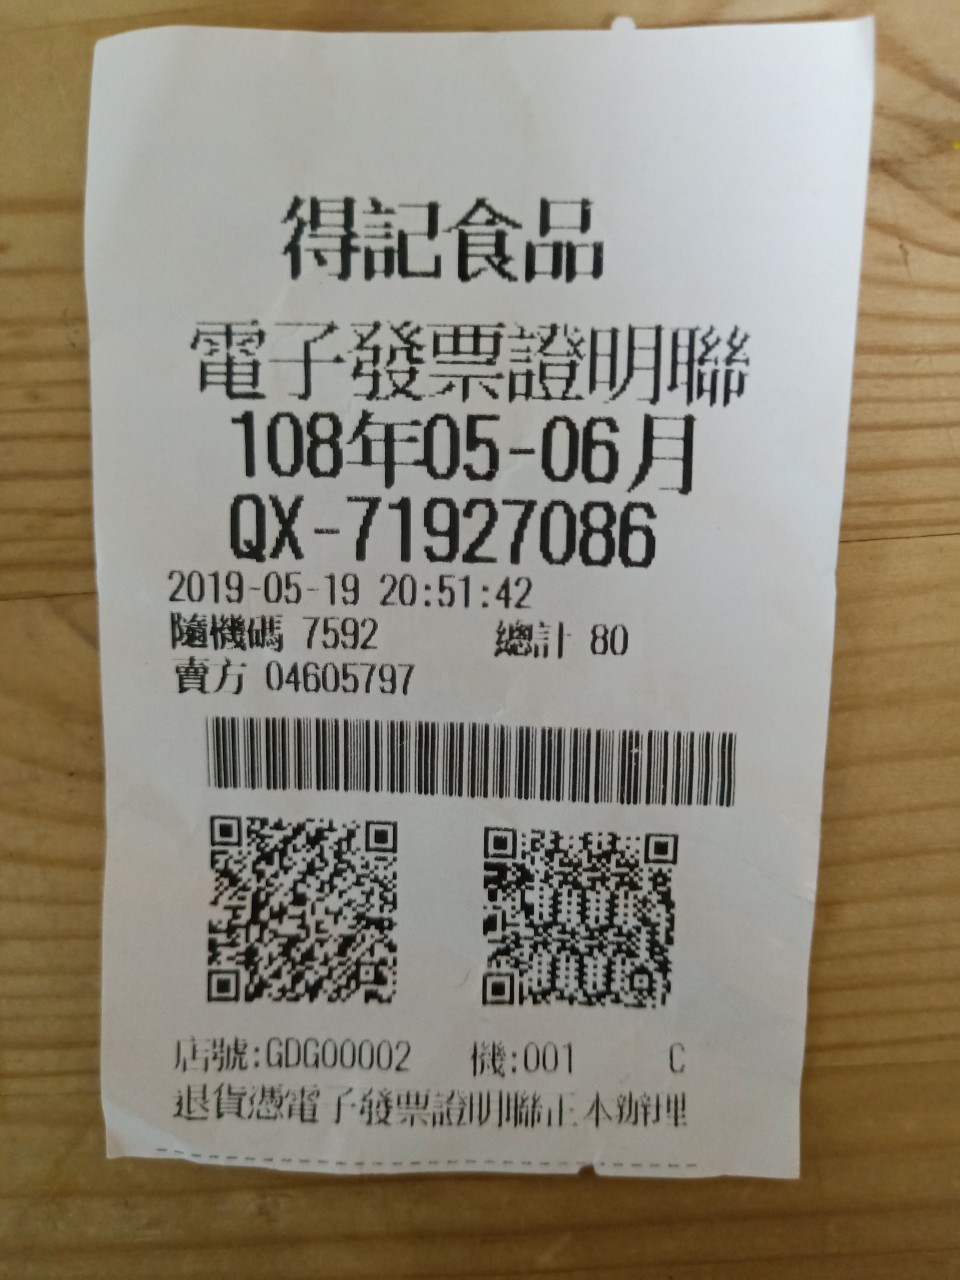 得記食品
電子發票證明聯
108年05-06月
QX-71927086
2019-05-19 20:51:42
隨機碼 7592 總計 80
賣方 04605797
店號:GDG00002 機:001 C
退貨憑電子發票證明聯正本辦理